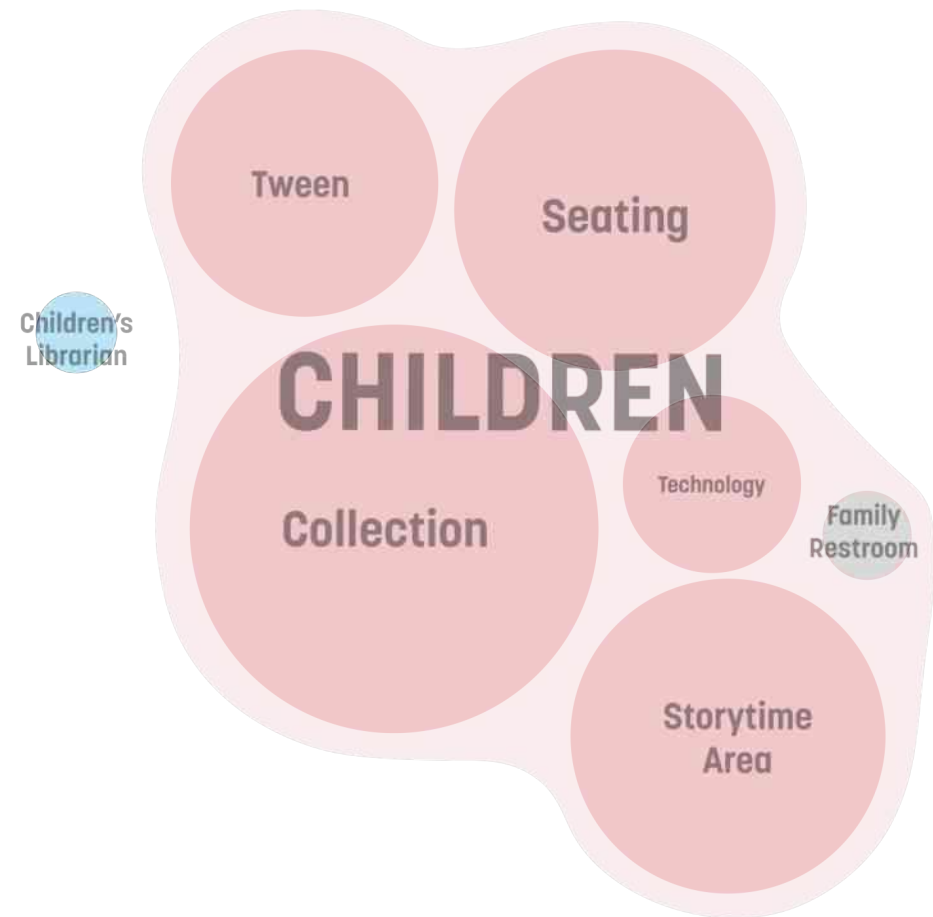 Tween
Seating
Children's
Librarian
CHILDREN
Technology
Collection
Family
Restroom
Storytime
Area